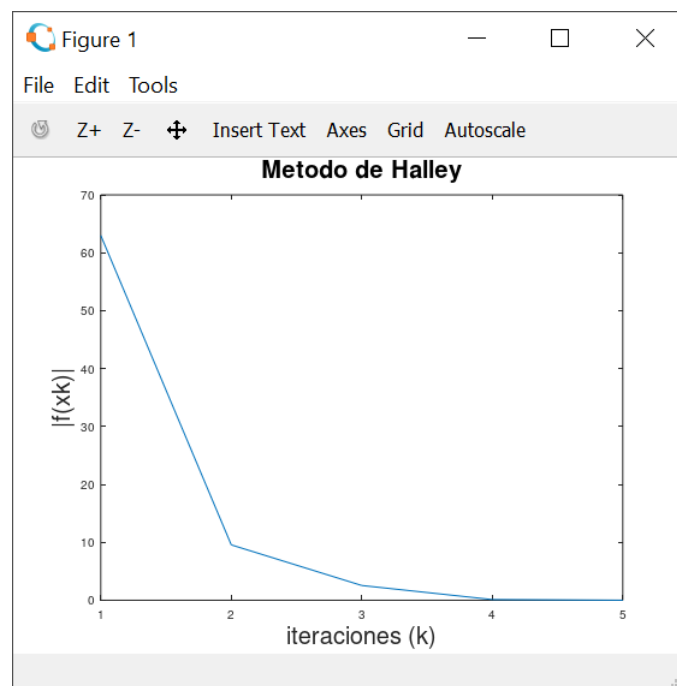 Figure 1
File Edit Tools
Z+ Z- Insert Text Axes Grid Autoscale
Metodo de Halley
70
60
50
40
30
20
10
0
|f(xk)|
1 2 3 4 5
iteraciones (k)